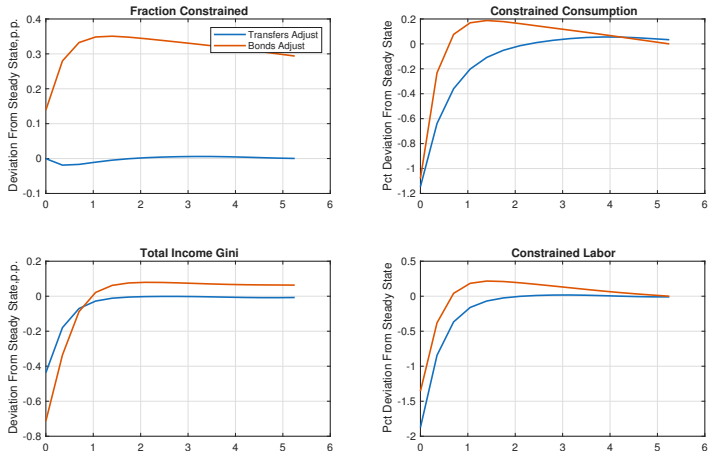 Fraction Constrained
Deviation From Steady State,p.p.
0.4
0.3
0.2
0.1
0
-0.1
0 1 2 3 4 5 6
Transfers Adjust
Bonds Adjust
Constrained Consumption
Pct Deviation From Steady State
0.2
0
-0.2
-0.4
-0.6
-0.8
-1
-1.2
0 1 2 3 4 5 6
Total Income Gini
Deviation From Steady State,p.p.
0.2
0
-0.2
-0.4
-0.6
-0.8
0 1 2 3 4 5 6
Constrained Labor
Pct Deviation From Steady State
0.5
0
-0.5
-1
-1.5
-2
0 1 2 3 4 5 6